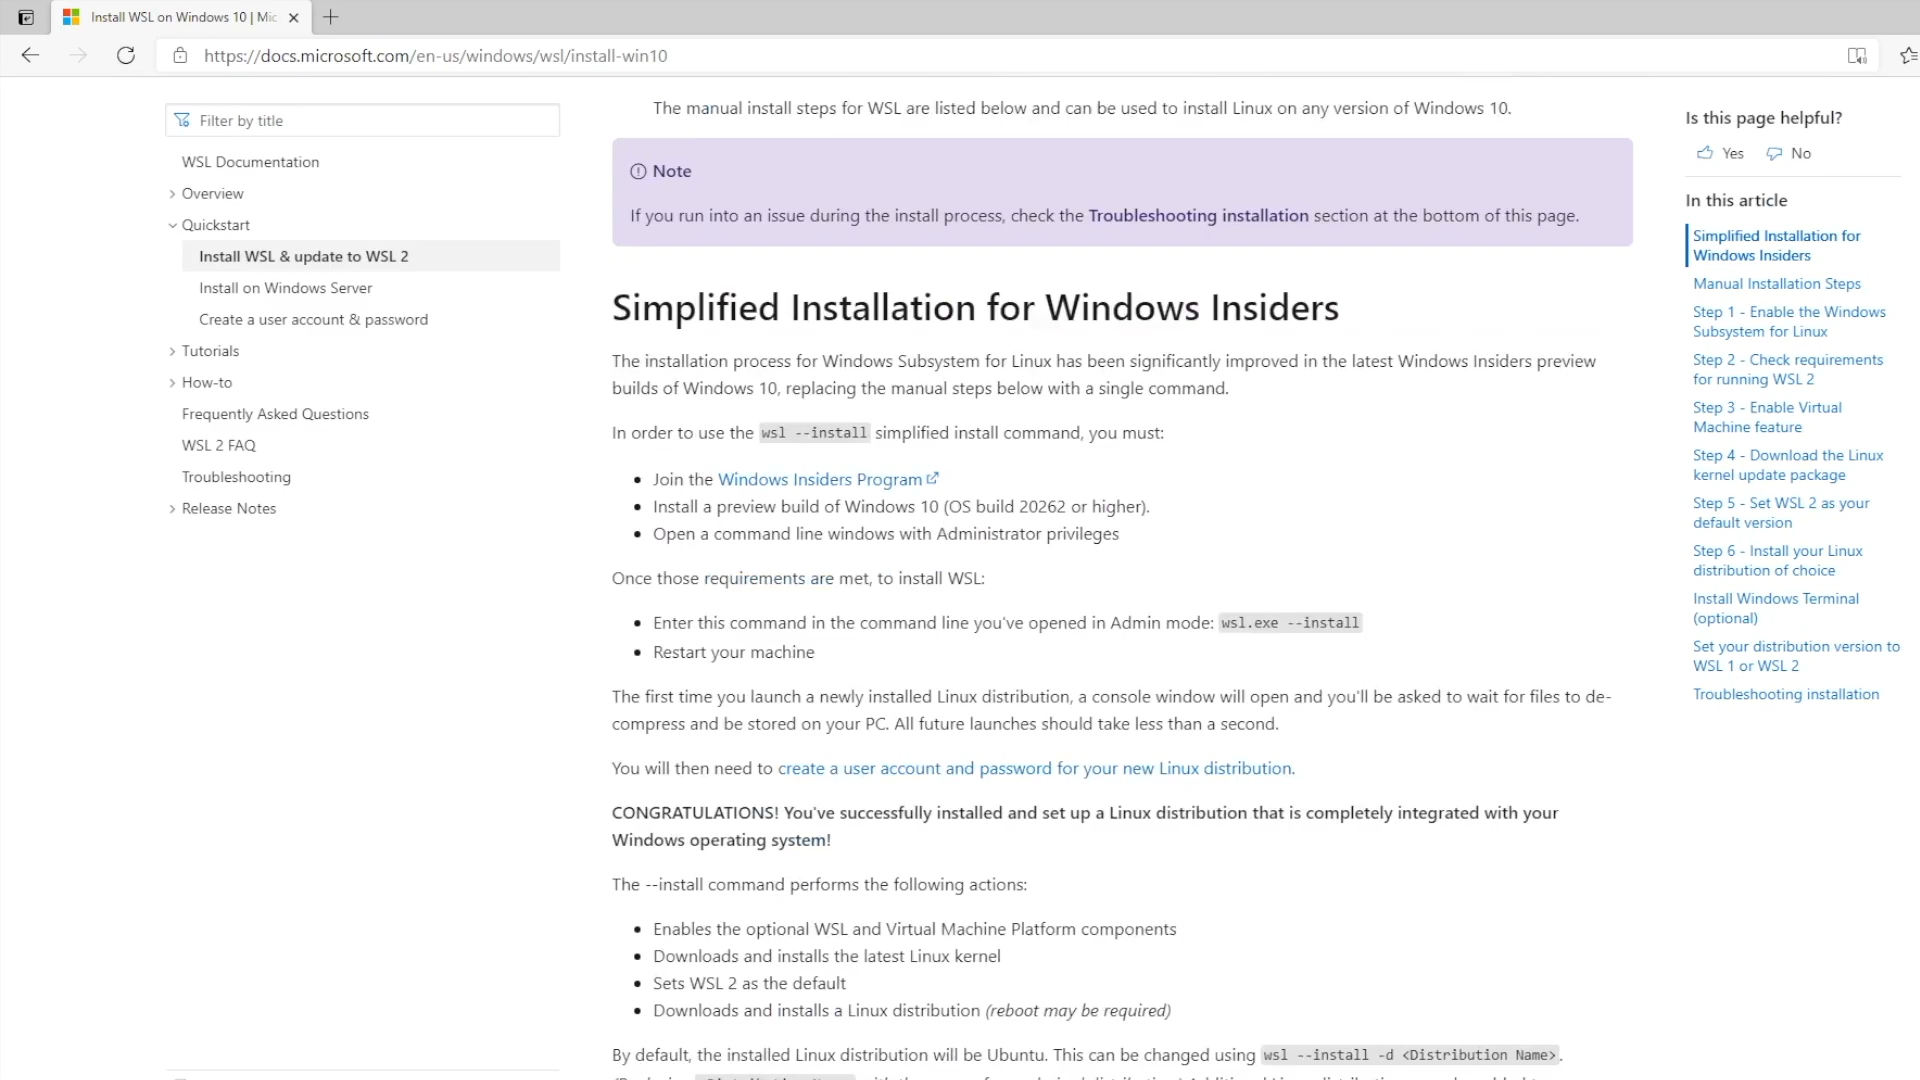 Install WSL on Windows 10 | Mic
https://docs.microsoft.com/en-us/windows/wsl/install-win10
Filter by title
WSL Documentation
Overview
Quickstart
Install WSL & update to WSL 2
Install on Windows Server
Create a user account & password
Tutorials
How-to
Frequently Asked Questions
WSL 2 FAQ
Troubleshooting
Release Notes
The manual install steps for WSL are listed below and can be used to install Linux on any version of Windows 10.
Note
If you run into an issue during the install process, check the Troubleshooting installation section at the bottom of this page.
Simplified Installation for Windows Insiders
The installation process for Windows Subsystem for Linux has been significantly improved in the latest Windows Insiders preview
builds of Windows 10, replacing the manual steps below with a single command.
In order to use the wsl --install simplified install command, you must:
Join the Windows Insiders Program
Install a preview build of Windows 10 (OS build 20262 or higher).
Open a command line windows with Administrator privileges
Once those requirements are met, to install WSL:
Enter this command in the command line you've opened in Admin mode: wsl.exe --install
Restart your machine
The first time you launch a newly installed Linux distribution, a console window will open and you'll be asked to wait for files to de-
compress and be stored on your PC. All future launches should take less than a second.
You will then need to create a user account and password for your new Linux distribution.
CONGRATULATIONS! You've successfully installed and set up a Linux distribution that is completely integrated with your
Windows operating system!
The --install command performs the following actions:
Enables the optional WSL and Virtual Machine Platform components
Downloads and installs the latest Linux kernel
Sets WSL 2 as the default
Downloads and installs a Linux distribution (reboot may be required)
By default, the installed Linux distribution will be Ubuntu. This can be changed using wsl --install -d <Distribution Name>.
Is this page helpful?
Yes No
In this article
Simplified Installation for
Windows Insiders
Manual Installation Steps
Step 1 - Enable the Windows
Subsystem for Linux
Step 2 - Check requirements
for running WSL 2
Step 3 - Enable Virtual
Machine feature
Step 4 - Download the Linux
kernel update package
Step 5 - Set WSL 2 as your
default version
Step 6 - Install your Linux
distribution of choice
Install Windows Terminal
(optional)
Set your distribution version to
WSL 1 or WSL 2
Troubleshooting installation